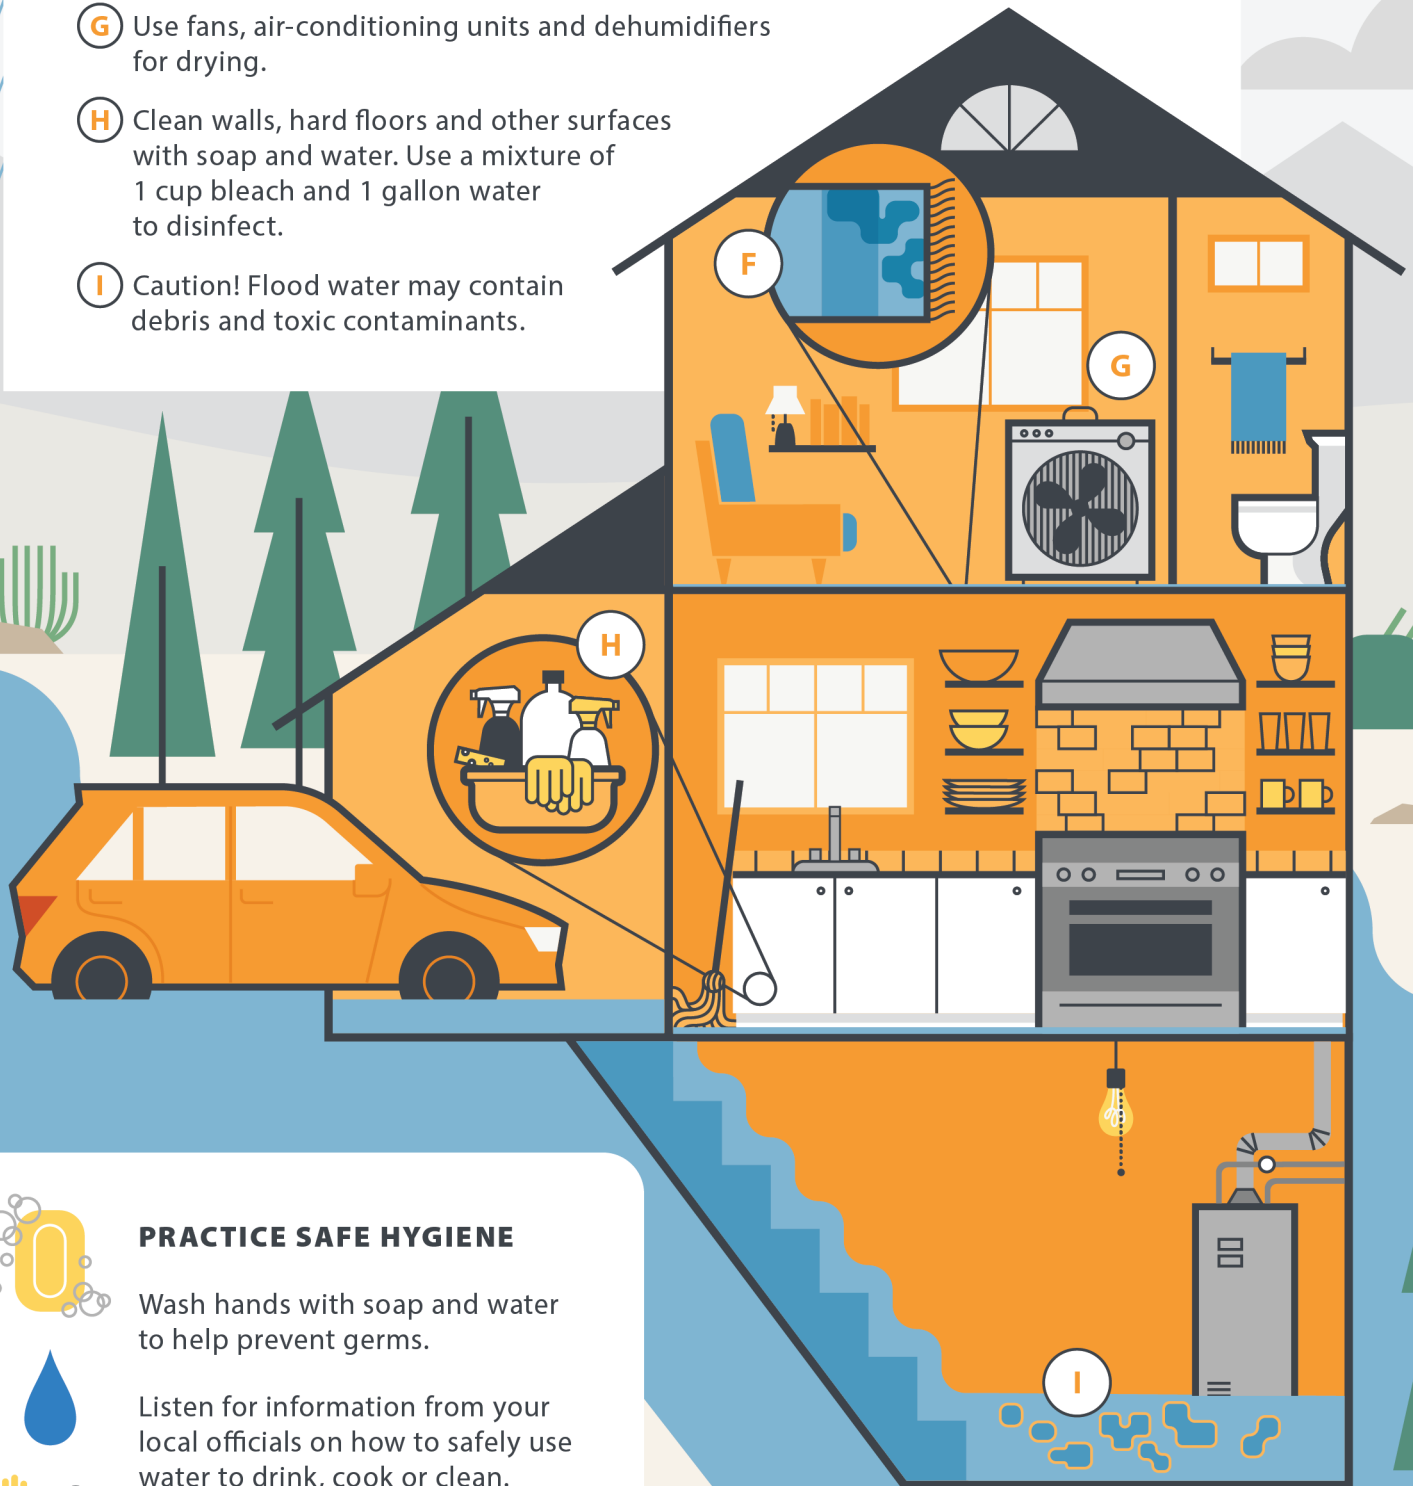 G Use fans, air-conditioning units and dehumidifiers
for drying.
H Clean walls, hard floors and other surfaces
with soap and water. Use a mixture of
1 cup bleach and 1 gallon water
to disinfect.
I Caution! Flood water may contain
debris and toxic contaminants.
F
G
H
I
PRACTICE SAFE HYGIENE
Wash hands with soap and water
to help prevent germs.
Listen for information from your
local officials on how to safely use
water to drink, cook or clean.